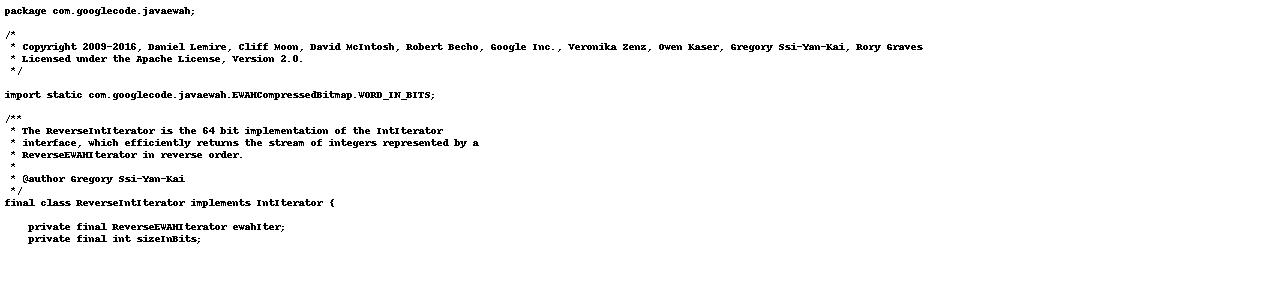 package com.googlecode.javaewah;

/*
 * Copyright 2009-2016, Daniel Lemire, Cliff Moon, David McIntosh, Robert Becho, Google Inc., Veronika Zenz, Owen Kaser, Gregory Ssi-Yan-Kai, Rory Graves
 * Licensed under the Apache License, Version 2.0.
 */

import static com.googlecode.javaewah.EWAHCompressedBitmap.WORD_IN_BITS;

/**
 * The ReverseIntIterator is the 64 bit implementation of the IntIterator
 * interface, which efficiently returns the stream of integers represented by a
 * ReverseEWAHIterator in reverse order.
 *
 * @author Gregory Ssi-Yan-Kai
 */
final class ReverseIntIterator implements IntIterator {

    private final ReverseEWAHIterator ewahIter;
    private final int sizeInBits;